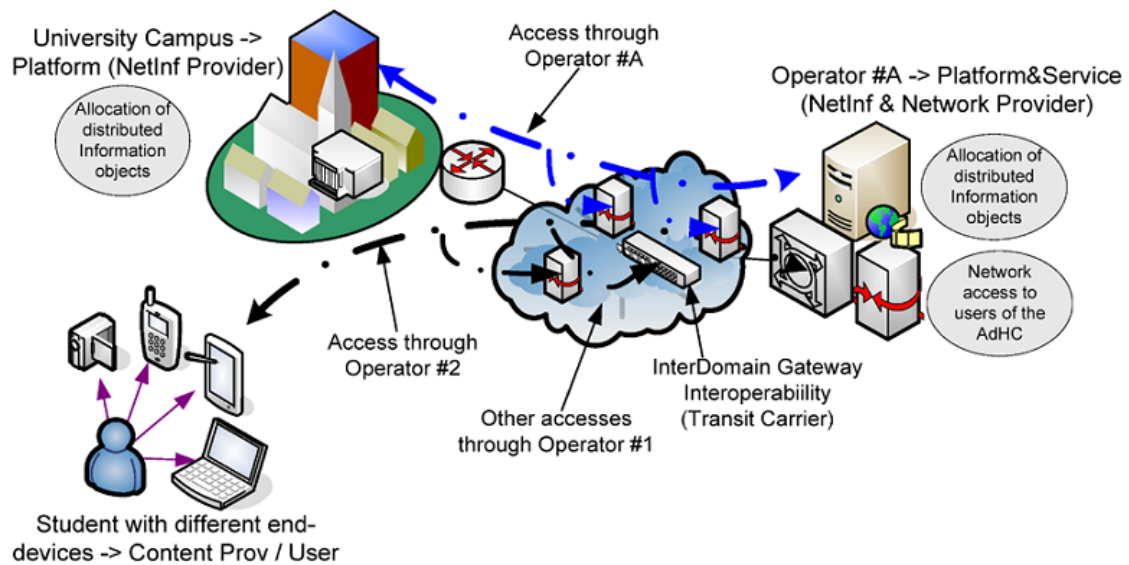 University Campus ->
Platform (NetInf Provider)
Allocation of
distributed
Information
objects
Access through
Operator #A
Operator #A -> Platform&Service
(NetInf & Network Provider)
Allocation of
distributed
Information
objects
Network
access to
users of the
AdHC
Access through
Operator #2
InterDomain Gateway
Interoperabiility
(Transit Carrier)
Other accesses
through Operator #1
Student with different end-
devices -> Content Prov / User